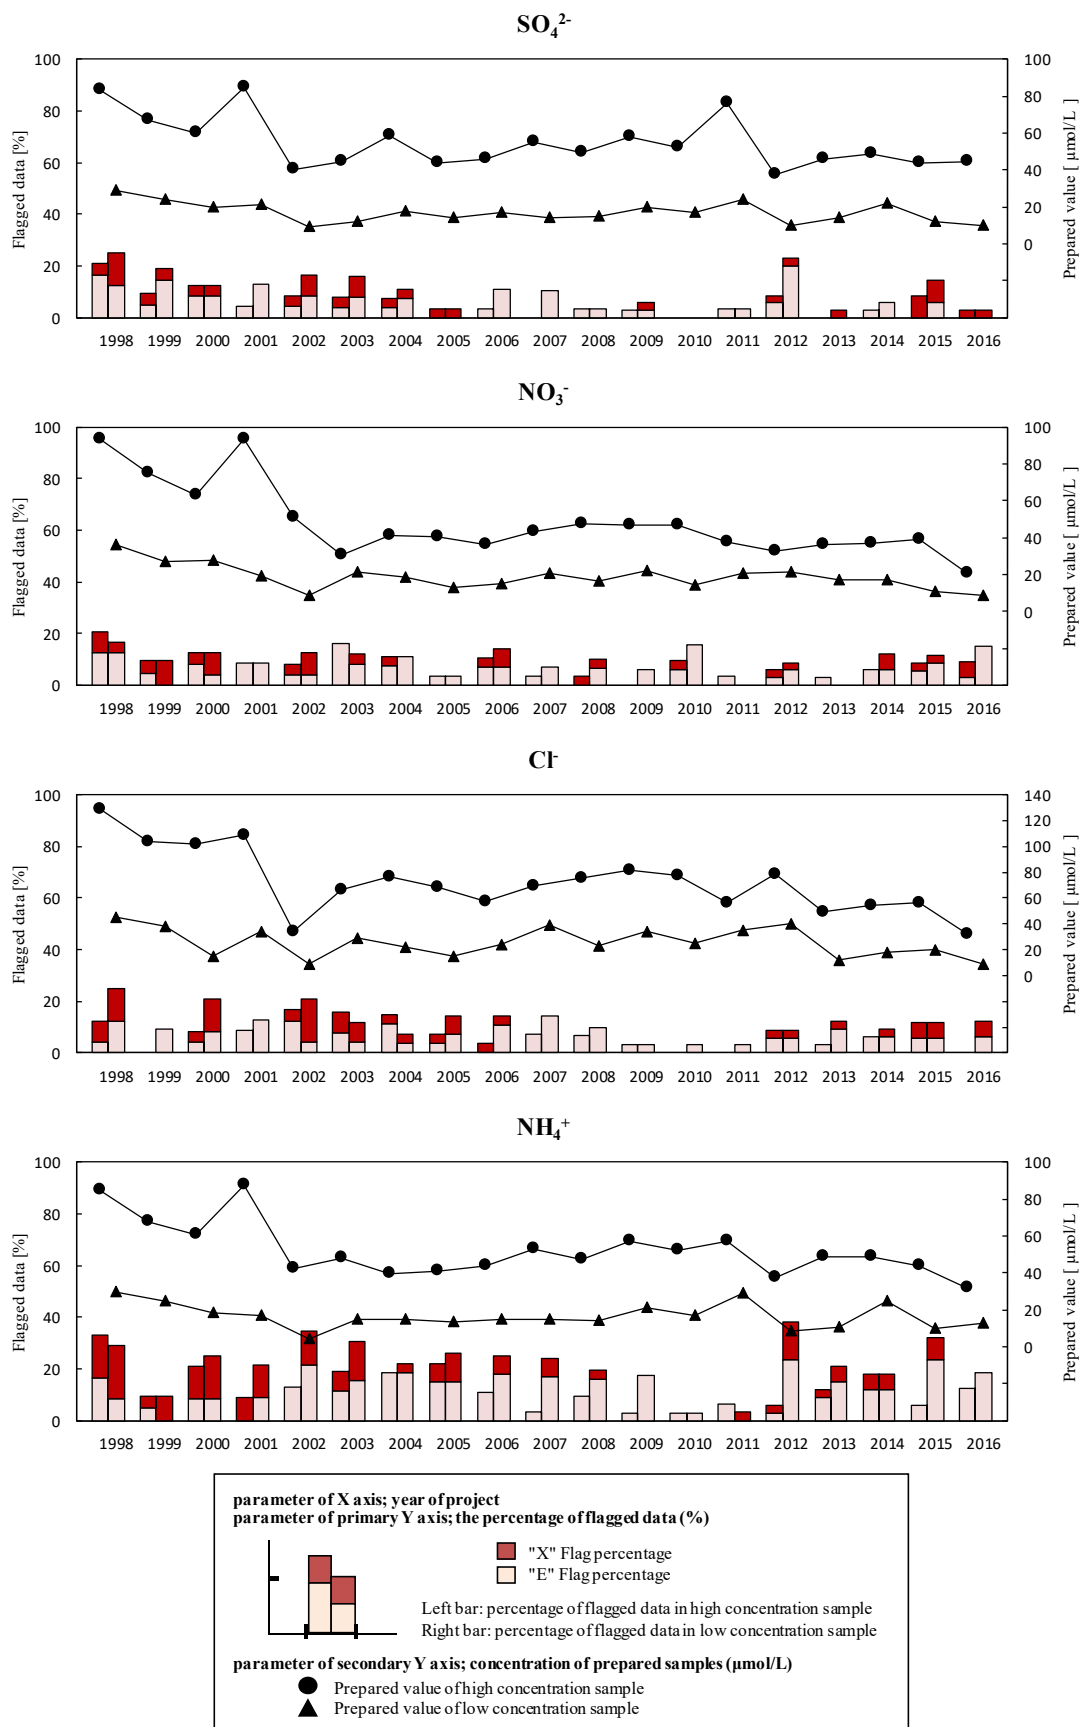 SO₄²⁻
Flagged data [%]
100
80
60
40
20
0
Prepared value [ μmol/L ]
100
80
60
40
20
0
1998 1999 2000 2001 2002 2003 2004 2005 2006 2007 2008 2009 2010 2011 2012 2013 2014 2015 2016
NO₃⁻
Flagged data [%]
100
80
60
40
20
0
Prepared value [ μmol/L ]
100
80
60
40
20
0
1998 1999 2000 2001 2002 2003 2004 2005 2006 2007 2008 2009 2010 2011 2012 2013 2014 2015 2016
Cl⁻
Flagged data [%]
100
80
60
40
20
0
Prepared value [ μmol/L ]
140
120
100
80
60
40
20
0
1998 1999 2000 2001 2002 2003 2004 2005 2006 2007 2008 2009 2010 2011 2012 2013 2014 2015 2016
NH₄⁺
Flagged data [%]
100
80
60
40
20
0
Prepared value [ μmol/L ]
100
80
60
40
20
0
1998 1999 2000 2001 2002 2003 2004 2005 2006 2007 2008 2009 2010 2011 2012 2013 2014 2015 2016
parameter of X axis; year of project
parameter of primary Y axis; the percentage of flagged data (%)
"X" Flag percentage
"E" Flag percentage
Left bar: percentage of flagged data in high concentration sample
Right bar: percentage of flagged data in low concentration sample
parameter of secondary Y axis; concentration of prepared samples (μmol/L)
Prepared value of high concentration sample
Prepared value of low concentration sample